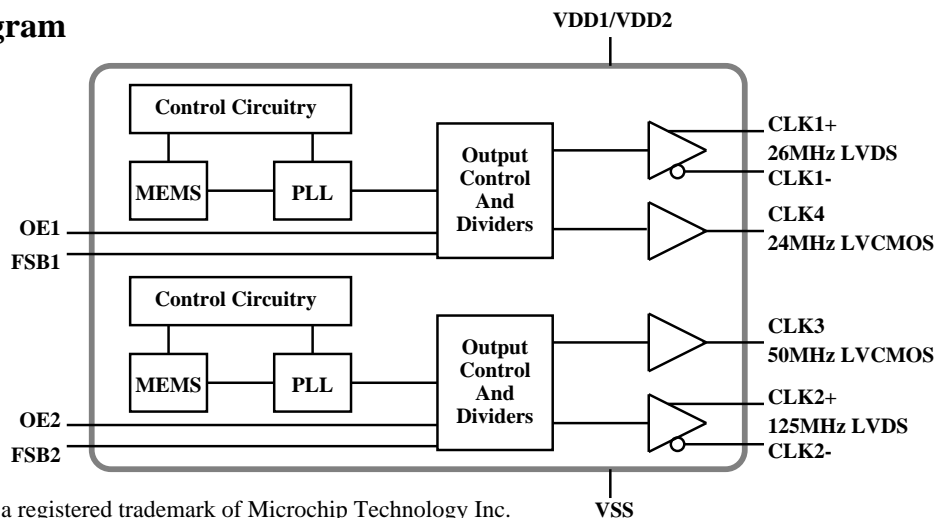 gram
VDD1/VDD2
Control Circuitry
MEMS
PLL
Output
Control
And
Dividers
CLK1+
26MHz LVDS
CLK1-
CLK4
24MHz LVCMOS
OE1
FSB1
Control Circuitry
MEMS
PLL
Output
Control
And
Dividers
CLK3
50MHz LVCMOS
CLK2+
125MHz LVDS
CLK2-
OE2
FSB2
a registered trademark of Microchip Technology Inc.
VSS